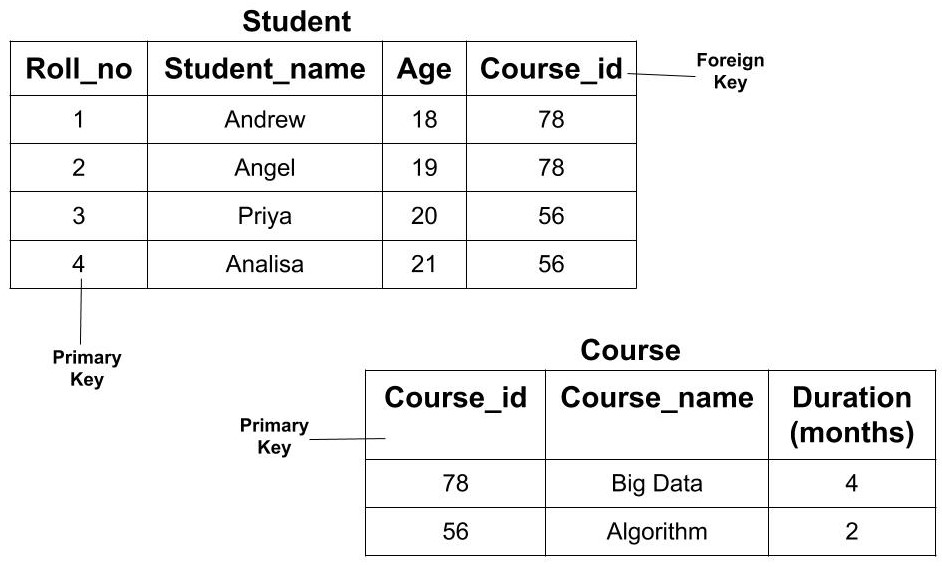 Student
Roll_no Student_name Age Course_id
Foreign
Key
1 Andrew 18 78
2 Angel 19 78
3 Priya 20 56
4 Analisa 21 56
Primary
Key
Course
Course_id Course_name Duration
(months)
Primary
Key
78 Big Data 4
56 Algorithm 2